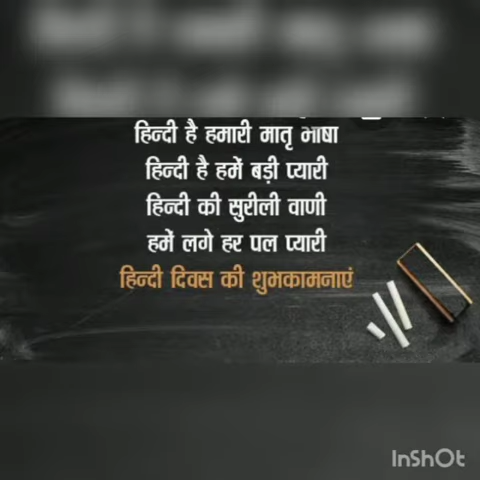 हिन्दी है हमारी मातृ भाषा
हिन्दी है हमें बड़ी प्यारी
हिन्दी की सुरीली वाणी
हमें लगे हर पल प्यारी
हिन्दी दिवस की शुभकामनाएं
InShOt